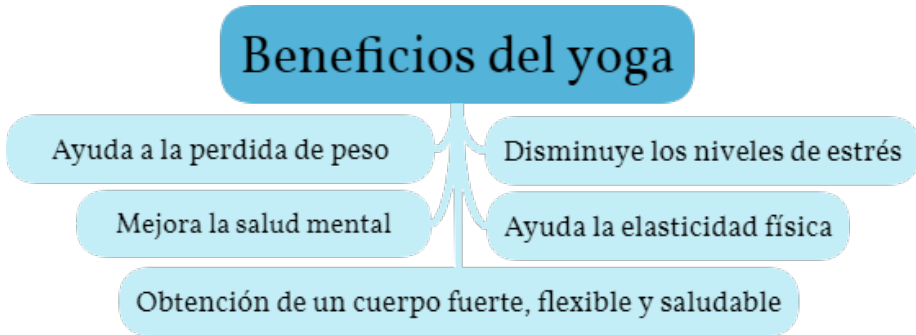 Beneficios del yoga
Ayuda a la perdida de peso
Disminuye los niveles de estrés
Mejora la salud mental
Ayuda la elasticidad física
Obtención de un cuerpo fuerte, flexible y saludable